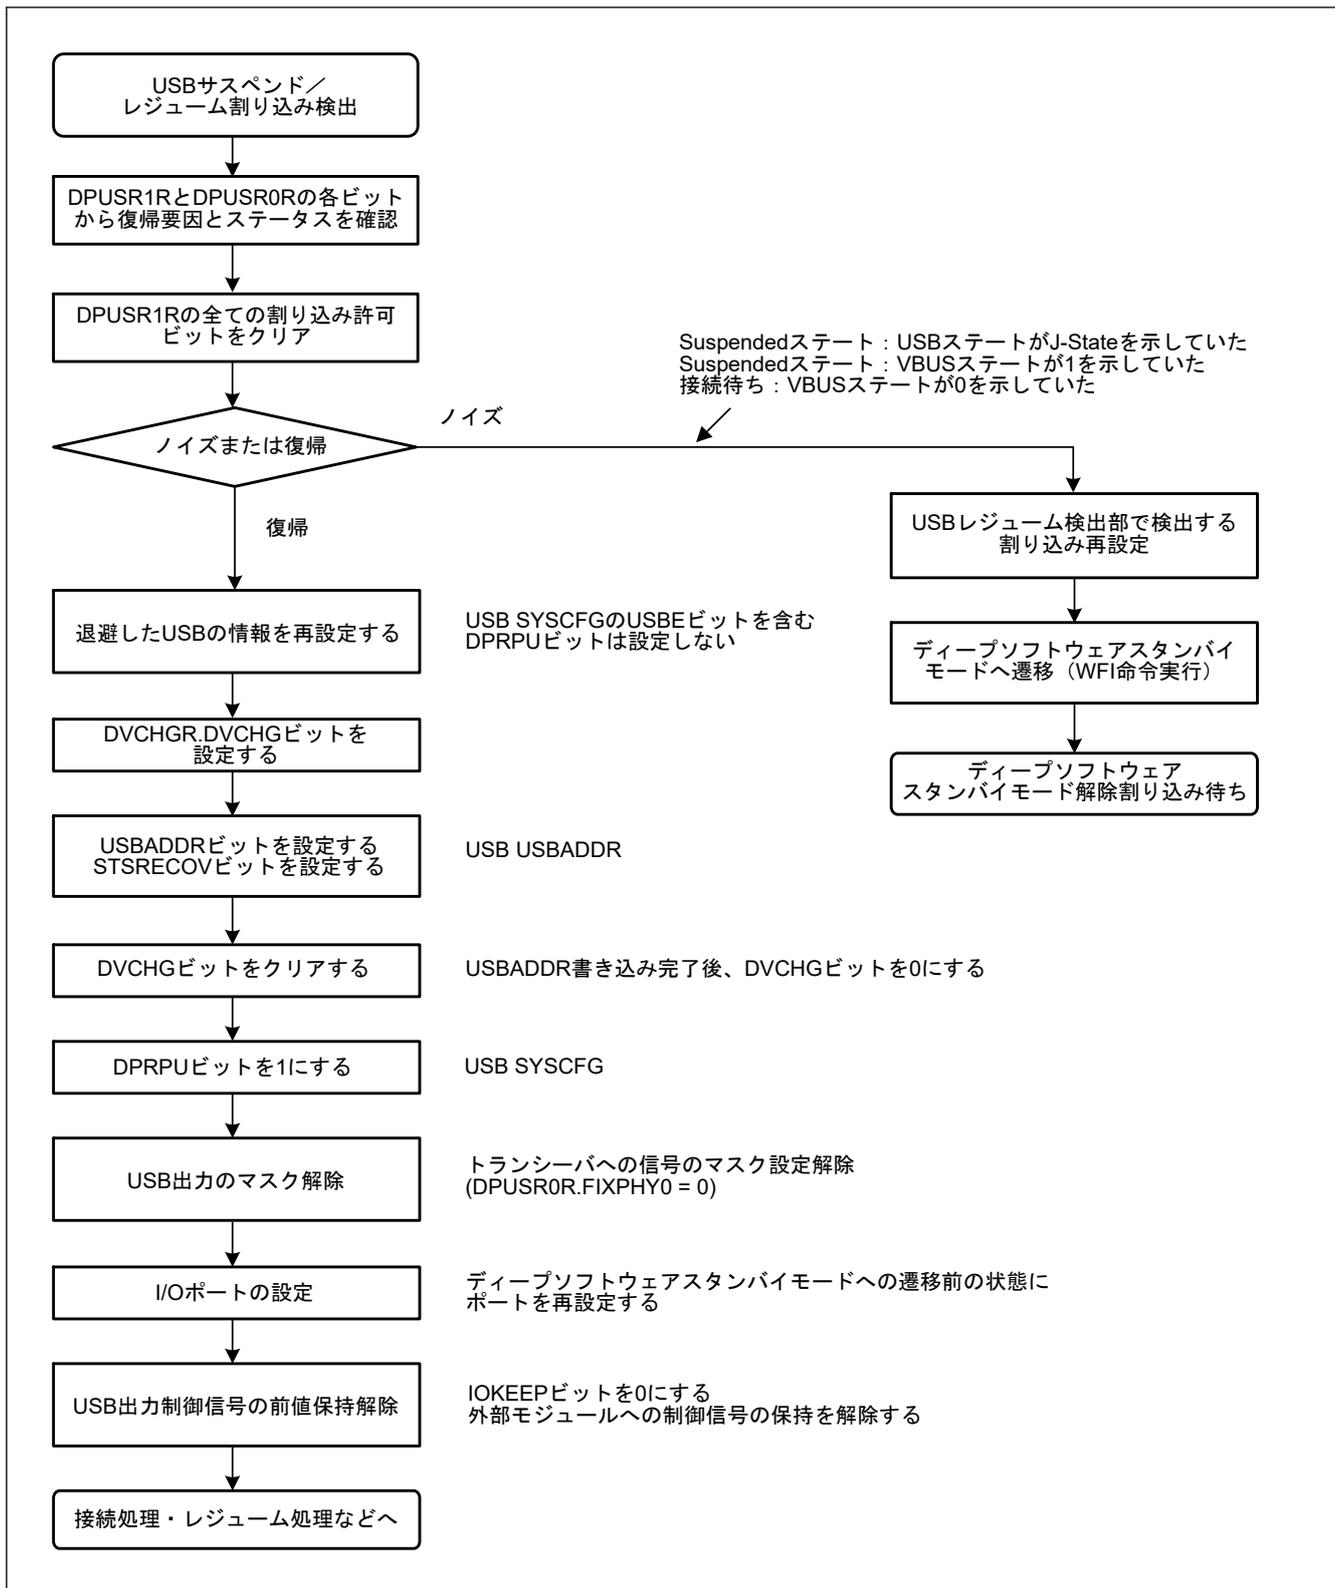 USBサスペンド／
レジューム割り込み検出
DPUSR1RとDPUSR0Rの各ビット
から復帰要因とステータスを確認
DPUSR1Rの全ての割り込み許可
ビットをクリア
Suspendedステート：USBステートがJ-Stateを示していた
Suspendedステート：VBUSステートが1を示していた
接続待ち：VBUSステートが0を示していた
ノイズ
ノイズまたは復帰
復帰
USBレジューム検出部で検出する
割り込み再設定
ディープソフトウェアスタンバイ
モードへ遷移（WFI命令実行）
ディープソフトウェア
スタンバイモード解除割り込み待ち
退避したUSBの情報を再設定する
USB SYSCFGのUSBEビットを含む
DPRPUビットは設定しない
DVCHGR.DVCHGビットを
設定する
USBADDRビットを設定する
STSRECOVビットを設定する
USB USBADDR
DVCHGビットをクリアする
USBADDR書き込み完了後、DVCHGビットを0にする
DPRPUビットを1にする
USB SYSCFG
USB出力のマスク解除
トランシーバへの信号のマスク設定解除
(DPUSR0R.FIXPHY0 = 0)
I/Oポートの設定
ディープソフトウェアスタンバイモードへの遷移前の状態に
ポートを再設定する
USB出力制御信号の前値保持解除
IOKEEPビットを0にする
外部モジュールへの制御信号の保持を解除する
接続処理・レジューム処理などへ